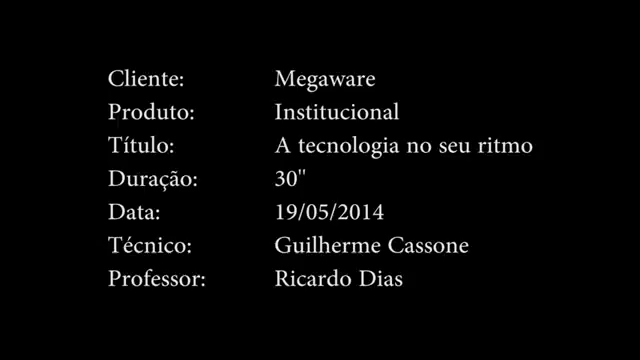 Cliente: Megaware
Produto: Institucional
Título: A tecnologia no seu ritmo
Duração: 30"
Data: 19/05/2014
Técnico: Guilherme Cassone
Professor: Ricardo Dias